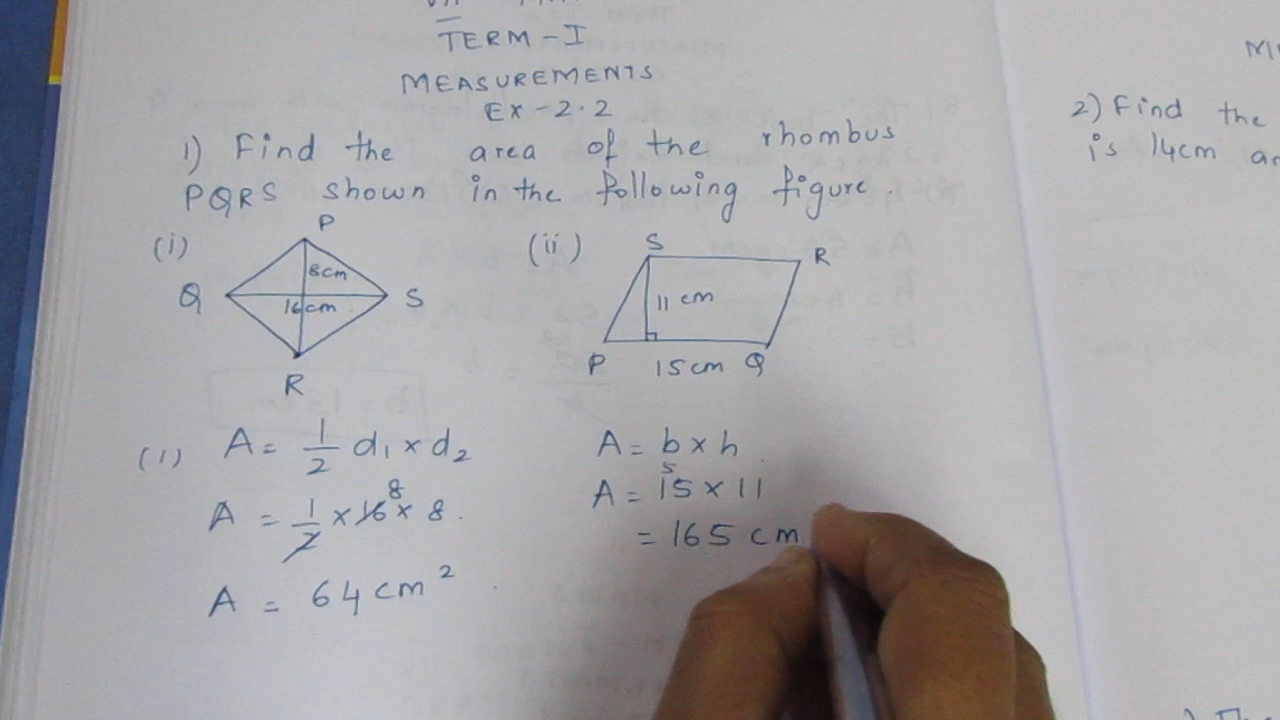 TERM - I
MEASUREMENTS
EX - 2.2
1) Find the area of the rhombus
PQRS shown in the following figure.
(i)
P
8cm
Q
16cm
S
R
(ii)
S
R
11 cm
P
15cm
Q
(1) A = 1/2 d1 x d2
A = 1/2 x 16 x 8
8
A = 64 cm²
A = b x h
5
A = 15 x 11
= 165 cm
2) Find the
is 14cm